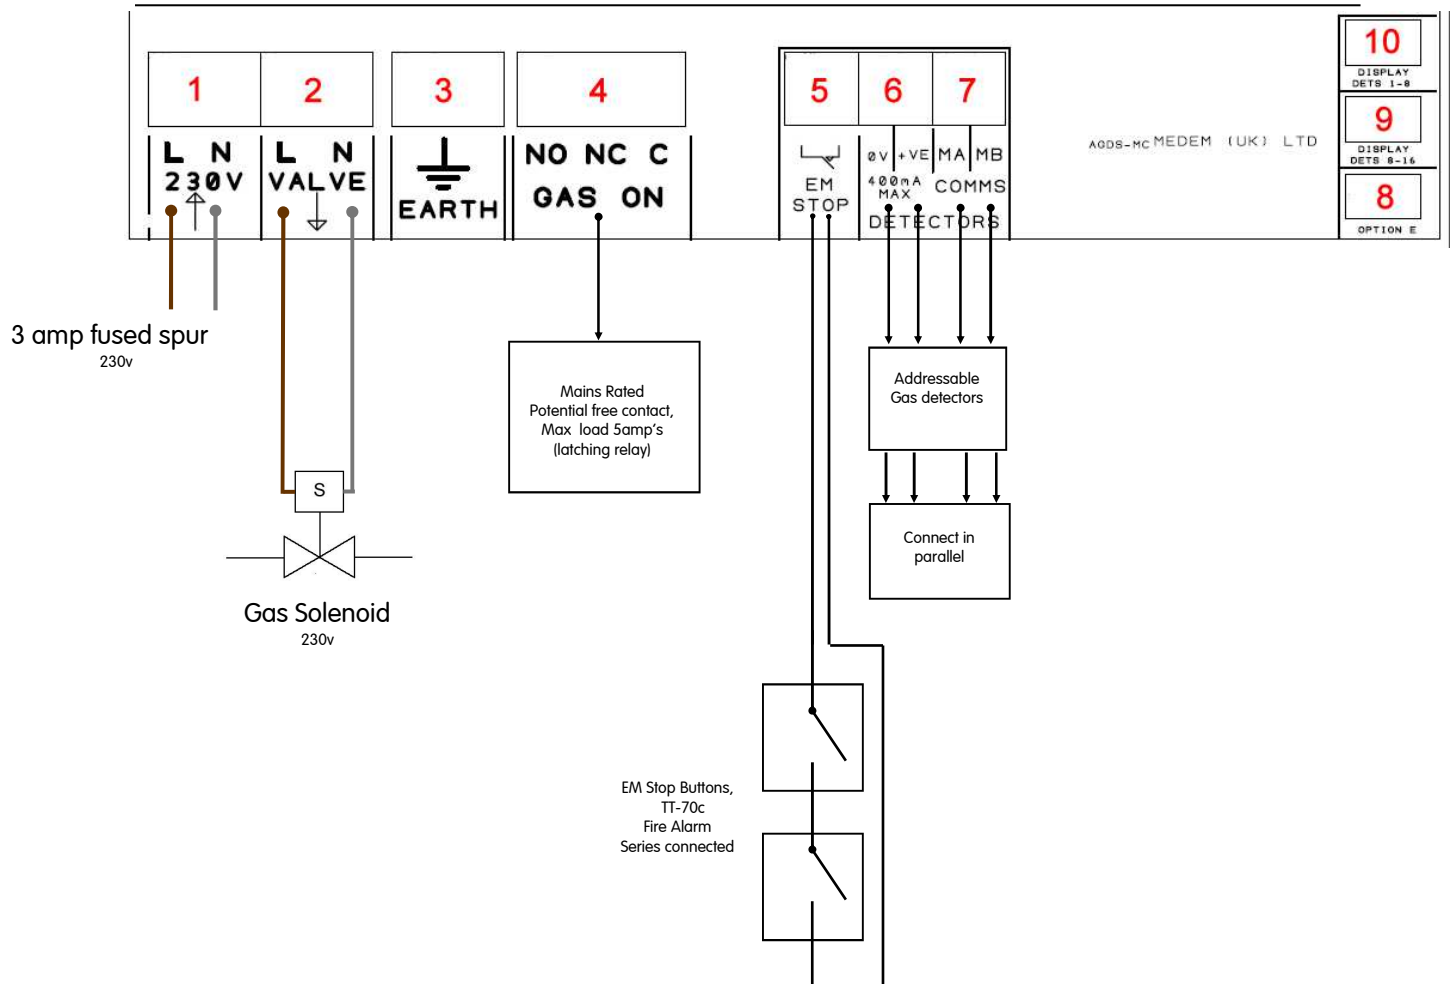 1 2 3 4 5 6 7
10
DISPLAY
DETS 1-8
9
DISPLAY
DETS 8-16
8
OPTION E
L N
230V
L N
VALVE
EARTH
NO NC C
GAS ON
EM
STOP
0V +VE
400mA
MAX
MA MB
COMMS
DETECTORS
AGDS-MC MEDEM (UK) LTD
3 amp fused spur
230v
S
Gas Solenoid
230v
Mains Rated
Potential free contact,
Max load 5amp's
(latching relay)
Addressable
Gas detectors
Connect in
parallel
EM Stop Buttons,
TT-70c
Fire Alarm
Series connected